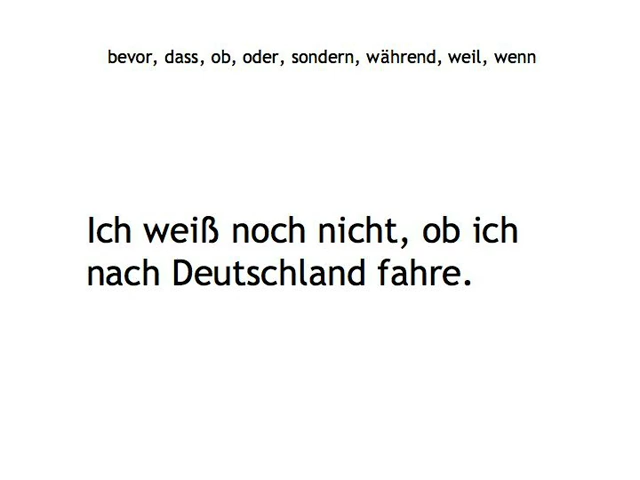 bevor, dass, ob, oder, sondern, während, weil, wenn
Ich weiß noch nicht, ob ich
nach Deutschland fahre.